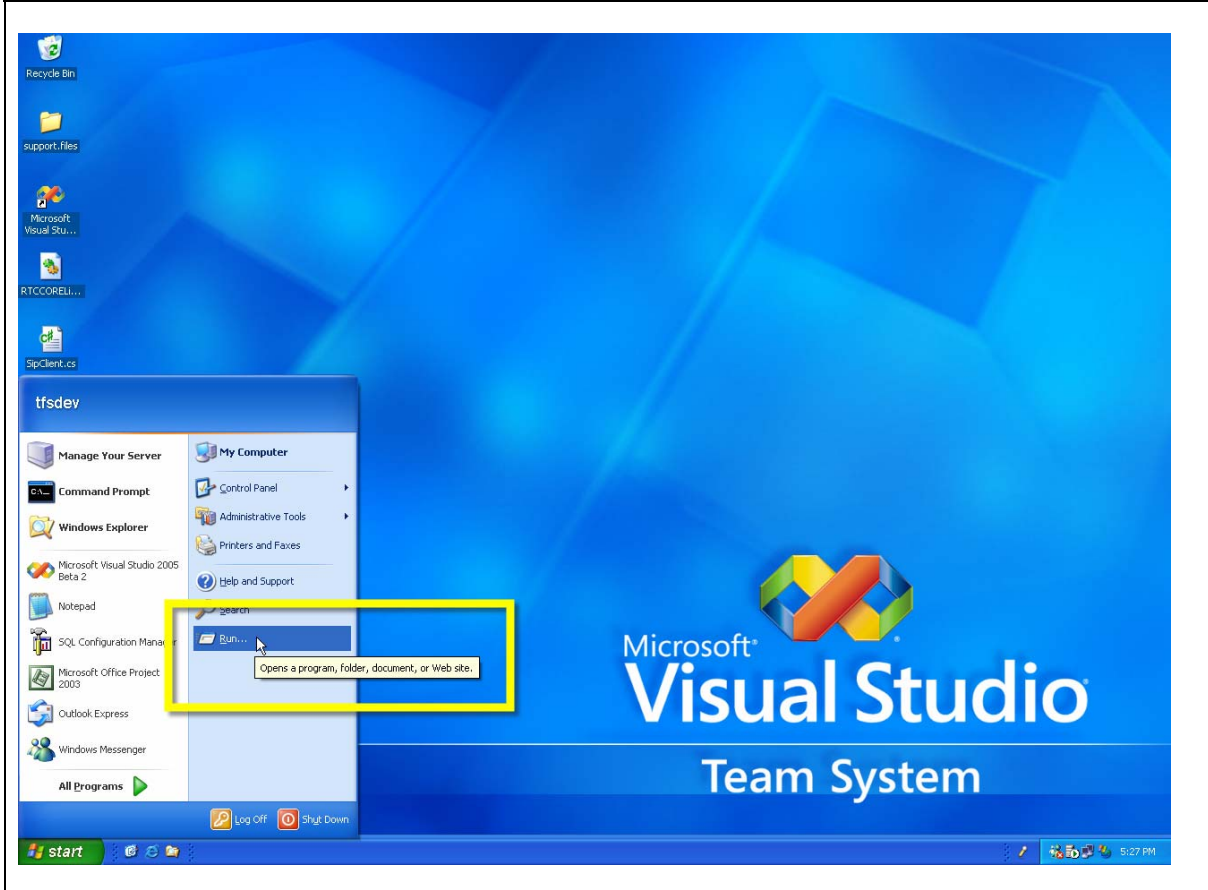 Recycle Bin
support.files
Microsoft
Visual Stu...
RTCCORELi...
C#
SipClient.cs
tfsdev
Manage Your Server
Command Prompt
Windows Explorer
Microsoft Visual Studio 2005
Beta 2
Notepad
SQL Configuration Manager
Microsoft Office Project
2003
Outlook Express
Windows Messenger
All Programs
My Computer
Control Panel
Administrative Tools
Printers and Faxes
Help and Support
Search
Run...
Opens a program, folder, document, or Web site.
Log Off
Shut Down
Microsoft®
Visual Studio
Team System
start
5:27 PM